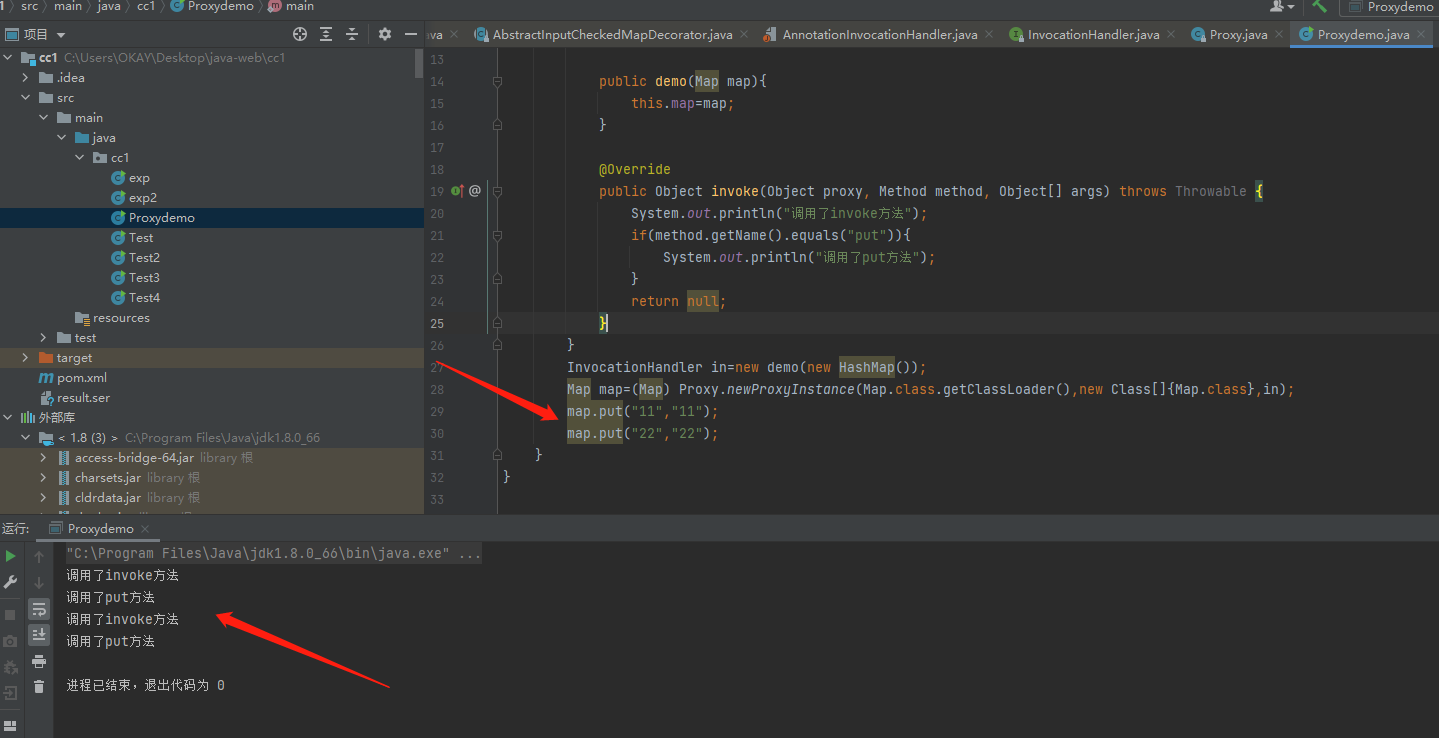 1 src main java cc1 Proxydemo main Proxydemo
项目
va AbstractInputCheckedMapDecorator.java AnnotationInvocationHandler.java InvocationHandler.java Proxy.java Proxydemo.java
cc1 C:\Users\OKAY\Desktop\java-web\cc1
.idea
src
main
java
cc1
exp
exp2
Proxydemo
Test
Test2
Test3
Test4
resources
test
target
pom.xml
result.ser
外部库
< 1.8 (3) > C:\Program Files\Java\jdk1.8.0_66
access-bridge-64.jar library 根
charsets.jar library 根
cldrdata.jar library 根
13
14 public demo(Map map){
15 this.map=map;
16 }
17
18 @Override
19 @ public Object invoke(Object proxy, Method method, Object[] args) throws Throwable {
20 System.out.println("调用了invoke方法");
21 if(method.getName().equals("put")){
22 System.out.println("调用了put方法");
23 }
24 return null;
25 }
26 }
27 InvocationHandler in=new demo(new HashMap());
28 Map map=(Map) Proxy.newProxyInstance(Map.class.getClassLoader(),new Class[]{Map.class},in);
29 map.put("11","11");
30 map.put("22","22");
31 }
32 }
33
运行: Proxydemo
"C:\Program Files\Java\jdk1.8.0_66\bin\java.exe" ...
调用了invoke方法
调用了put方法
调用了invoke方法
调用了put方法
进程已结束，退出代码为 0